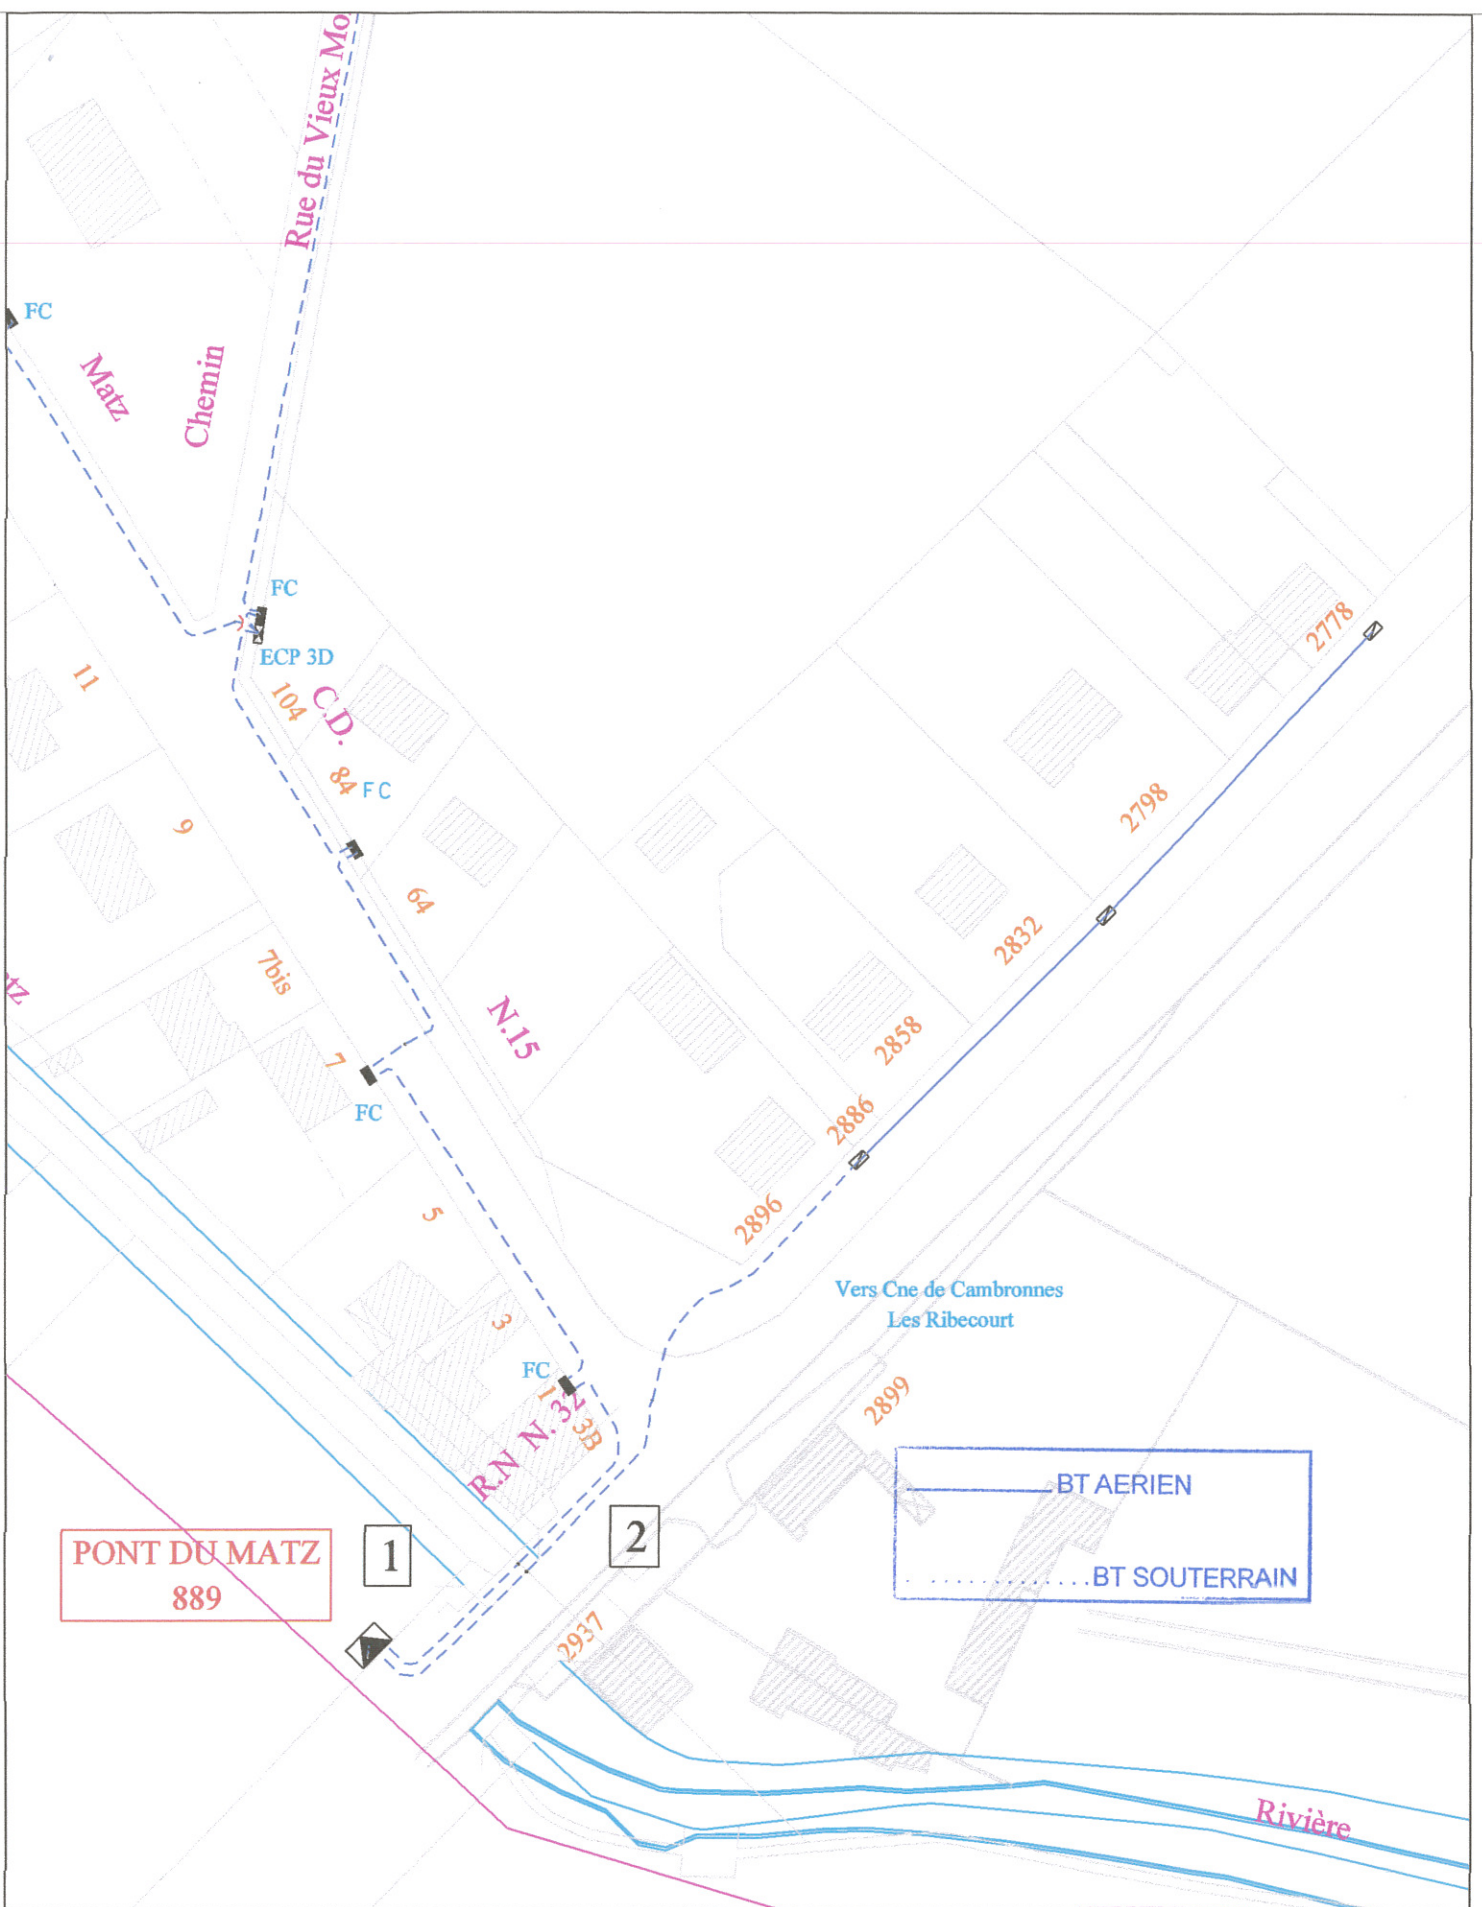 Rue du Vieux Mo
FC
Matz
Chemin
FC
ECP 3D
2778
11
104
C.D.
84
FC
2798
9
64
2832
7bis
tz
N.15
2858
7
FC
2886
5
2896
Vers Cne de Cambronnes
Les Ribecourt
3
FC
1
2899
R.N N. 32
3B
BT AERIEN
PONT DU MATZ
889
1
2
BT SOUTERRAIN
2937
Rivière